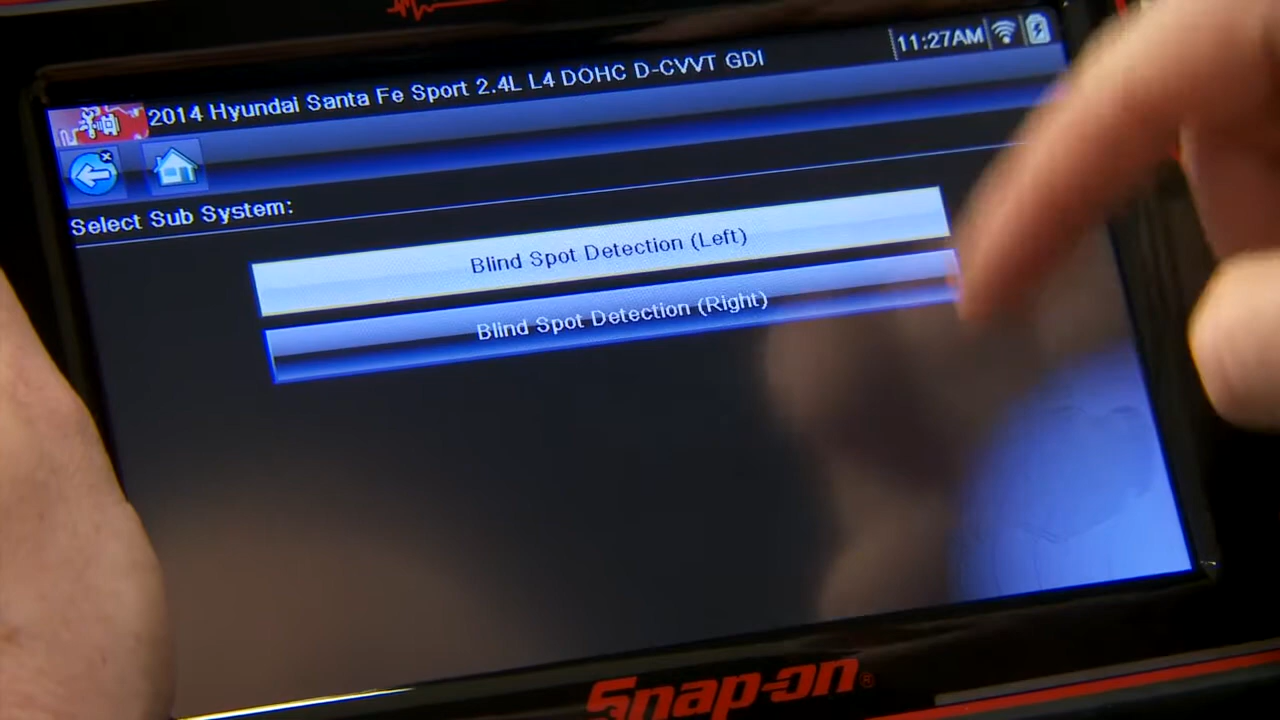 11:27AM
2014 Hyundai Santa Fe Sport 2.4L L4 DOHC D-CVVT GDI
Select Sub System:
Blind Spot Detection (Left)
Blind Spot Detection (Right)
Snap-on®